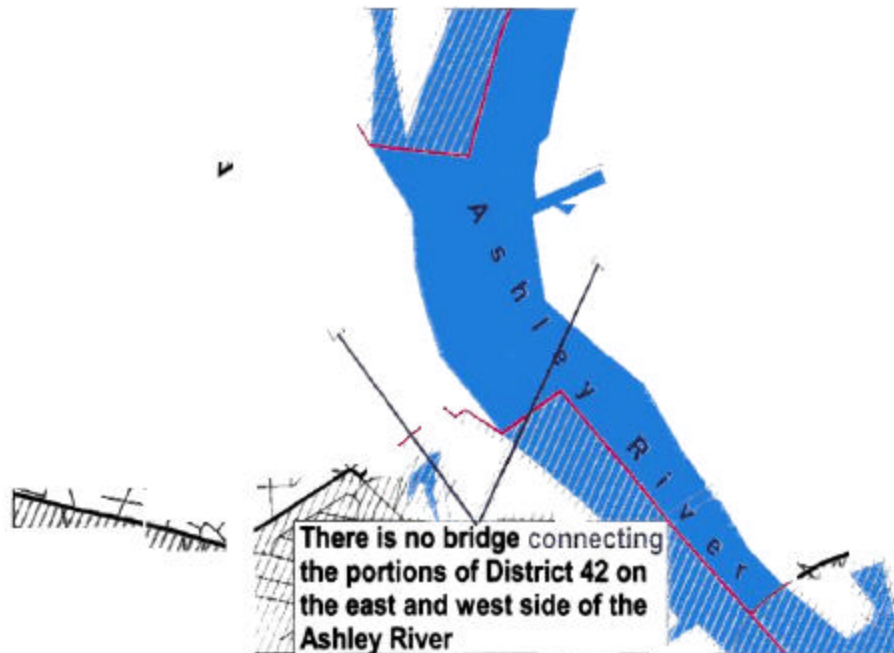 Ashley River
There is no bridge connecting
the portions of District 42 on
the east and west side of the
Ashley River